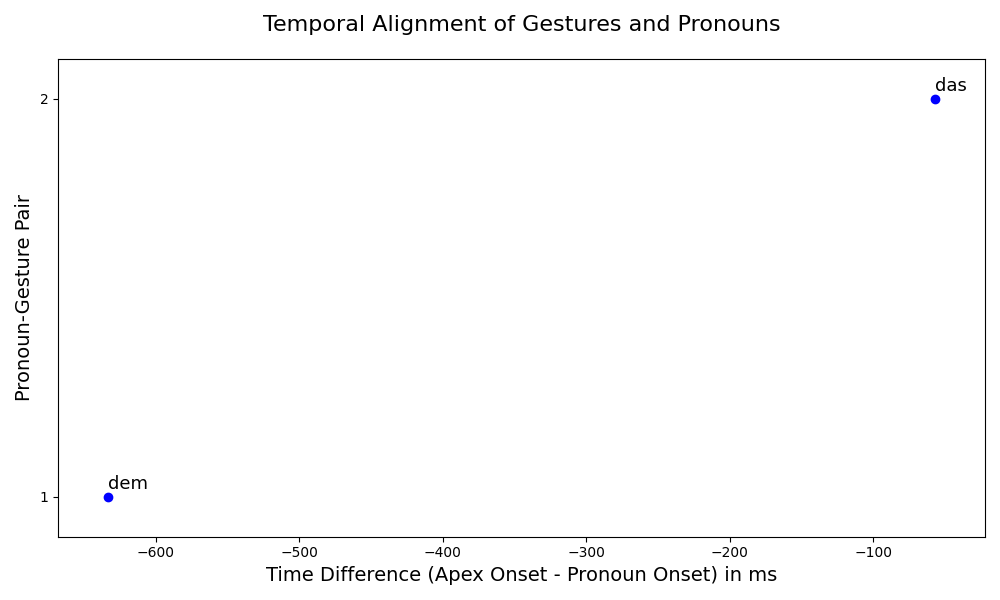 Temporal Alignment of Gestures and Pronouns
Pronoun-Gesture Pair
2
1
das
dem
−600
−500
−400
−300
−200
−100
Time Difference (Apex Onset - Pronoun Onset) in ms